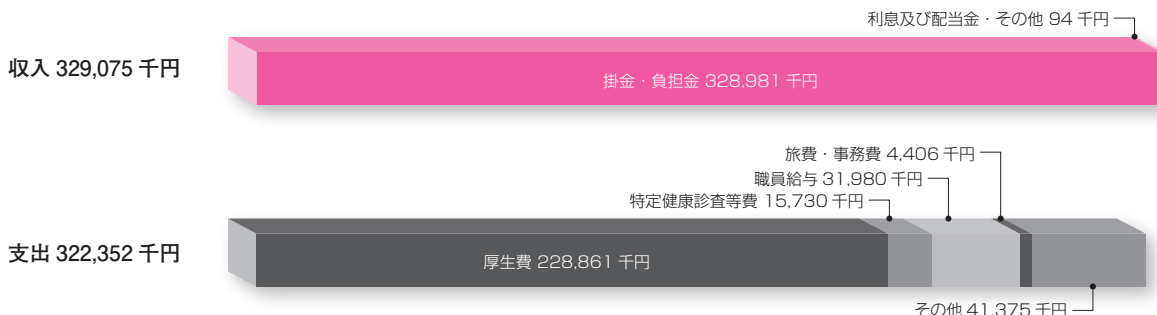 利息及び配当金・その他 94 千円
収入 329,075 千円
掛金・負担金 328,981 千円
旅費・事務費 4,406 千円
職員給与 31,980 千円
特定健康診査等費 15,730 千円
支出 322,352 千円
厚生費 228,861 千円
その他 41,375 千円